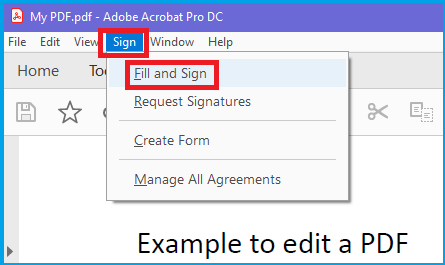 My PDF.pdf - Adobe Acrobat Pro DC
File Edit View Sign Window Help
Home
Fill and Sign
Request Signatures
Create Form
Manage All Agreements
Example to edit a PDF